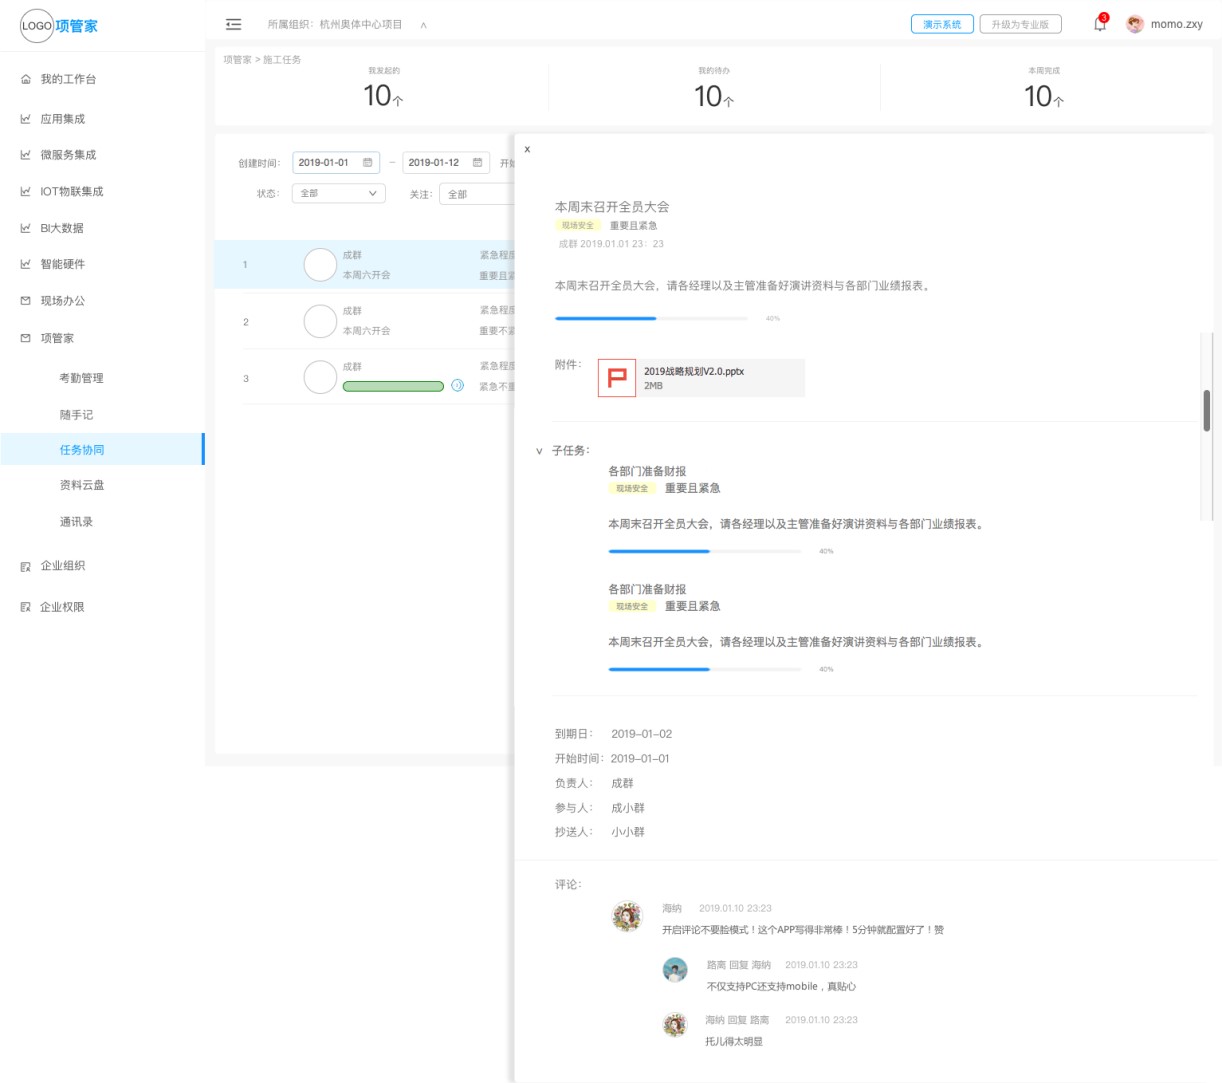 LOGO 项管家
所属组织：杭州奥体中心项目
演示系统
升级为专业版
3
momo.zxy
我的工作台
应用集成
微服务集成
IOT物联集成
BI大数据
智能硬件
现场办公
项管家
考勤管理
随手记
任务协同
资料云盘
通讯录
企业组织
企业权限
项管家 > 施工任务
我发起的
10个
我的待办
10个
本周完成
10个
创建时间： 2019-01-01 – 2019-01-12 开始
状态： 全部 关注： 全部
1
成群 紧急程度
本周六开会 重要且紧
2
成群 紧急程度
本周六开会 重要不紧
3
成群 紧急程度
紧急不重
x
本周末召开全员大会
现场安全 重要且紧急
成群 2019.01.01 23：23
本周末召开全员大会，请各经理以及主管准备好演讲资料与各部门业绩报表。
40%
附件： 2019战略规划V2.0.pptx
2MB
v 子任务：
各部门准备财报
现场安全 重要且紧急
本周末召开全员大会，请各经理以及主管准备好演讲资料与各部门业绩报表。
40%
各部门准备财报
现场安全 重要且紧急
本周末召开全员大会，请各经理以及主管准备好演讲资料与各部门业绩报表。
40%
到期日： 2019-01-02
开始时间：2019-01-01
负责人： 成群
参与人： 成小群
抄送人： 小小群
评论：
海纳 2019.01.10 23:23
开启评论不要脸模式！这个APP写得非常棒！5分钟就配置好了！赞
路离 回复 海纳 2019.01.10 23:23
不仅支持PC还支持mobile，真贴心
海纳 回复 路离 2019.01.10 23:23
托儿得太明显